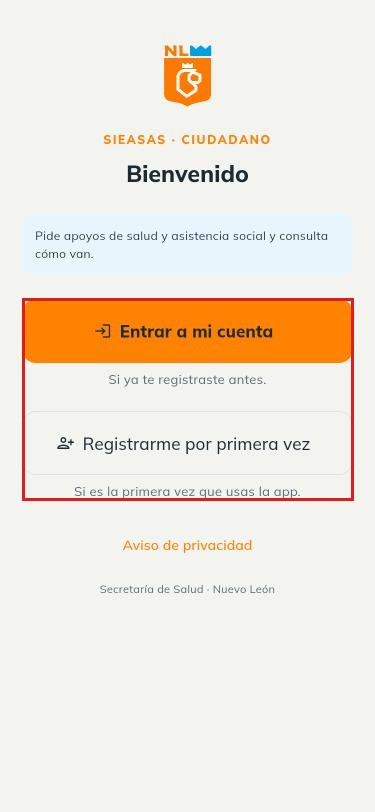 NL
SIEASAS · CIUDADANO
Bienvenido
Pide apoyos de salud y asistencia social y consulta
cómo van.
Entrar a mi cuenta
Si ya te registraste antes.
Registrarme por primera vez
Si es la primera vez que usas la app.
Aviso de privacidad
Secretaría de Salud · Nuevo León